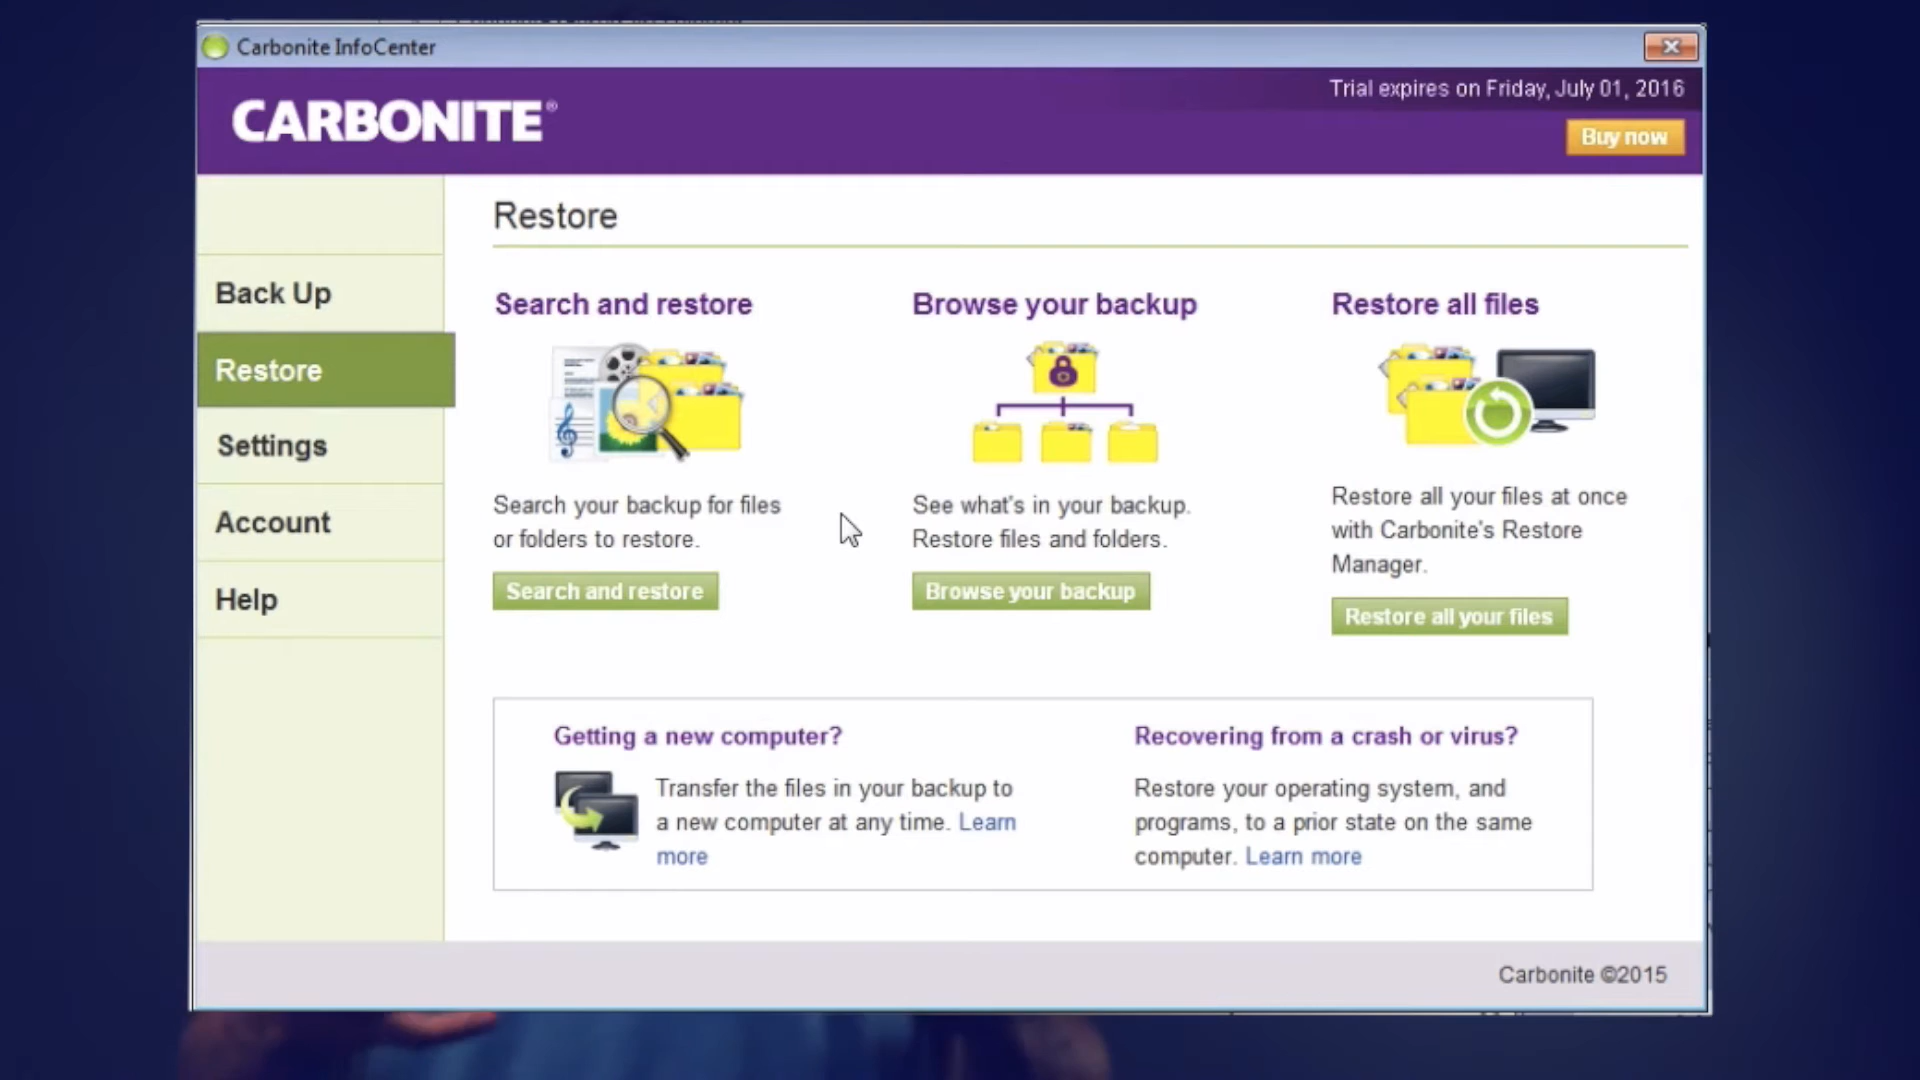 Carbonite InfoCenter
Trial expires on Friday, July 01, 2016
CARBONITE®
Buy now
Restore
Back Up
Restore
Settings
Account
Help
Search and restore
Search your backup for files
or folders to restore.
Search and restore
Browse your backup
See what's in your backup.
Restore files and folders.
Browse your backup
Restore all files
Restore all your files at once
with Carbonite's Restore
Manager.
Restore all your files
Getting a new computer?
Transfer the files in your backup to
a new computer at any time. Learn
more
Recovering from a crash or virus?
Restore your operating system, and
programs, to a prior state on the same
computer. Learn more
Carbonite ©2015